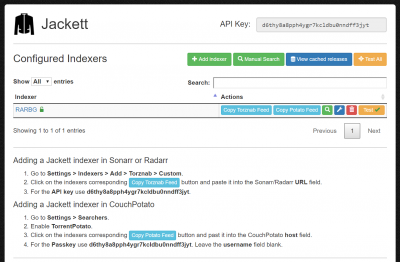 Jackett
API Key: d6thy8a8pph4ygr7kcldbu0nndff3jyt
Configured Indexers
Add Indexer Manual Search View cached releases Test All
Show All entries Search:
Indexer Actions
RARBG Copy Torznab Feed Copy Potato Feed Test
Showing 1 to 1 of 1 entries Previous 1 Next
Adding a Jackett indexer in Sonarr or Radarr
1. Go to Settings > Indexers > Add > Torznab > Custom.
2. Click on the indexers corresponding Copy Torznab Feed button and paste it into the Sonarr/Radarr URL field.
3. For the API key use d6thy8a8pph4ygr7kcldbu0nndff3jyt.
Adding a Jackett indexer in CouchPotato
1. Go to Settings > Searchers.
2. Enable TorrentPotato.
3. Click on the indexers corresponding Copy Potato Feed button and past it into the CouchPotato host field.
4. For the Passkey use d6thy8a8pph4ygr7kcldbu0nndff3jyt. Leave the username field blank.